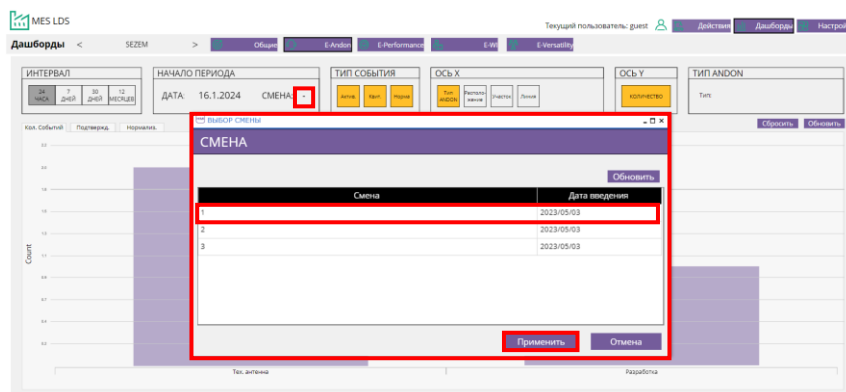 MES LDS
Текущий пользователь: guest Действия Дашборды Настрой
Дашборды < SEZEM > Общие E-Andon E-Performance E-WI E-Versatility
ИНТЕРВАЛ НАЧАЛО ПЕРИОДА ТИП СОБЫТИЯ ОСЬ X ОСЬ Y ТИП ANDON
24 ЧАСА 7 ДНЕЙ 30 ДНЕЙ 12 МЕСЯЦЕВ ДАТА: 16.1.2024 СМЕНА: - Актив. Квит. Норма Тип ANDON Располо-жение Участок Линия КОЛИЧЕСТВО Тип:
Кол. Событий Подтвержд. Нормализ. Сбросить Обновить
ВЫБОР СМЕНЫ
СМЕНА
Обновить
Смена Дата введения
1 2023/05/03
2 2023/05/03
3 2023/05/03
Count
Применить Отмена
Тех. антенна Разработка